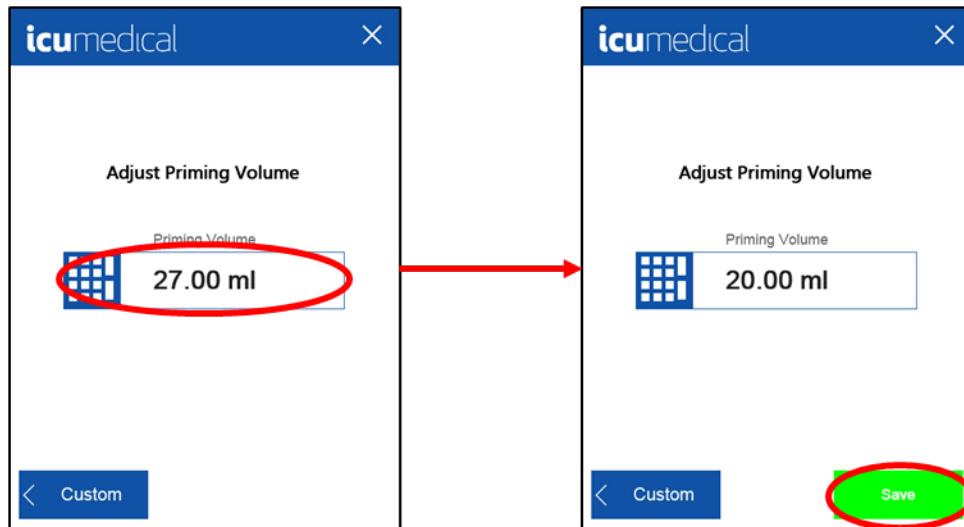 icumedical
Adjust Priming Volume
Priming Volume
27.00 ml
Custom
icumedical
Adjust Priming Volume
Priming Volume
20.00 ml
Custom
Save